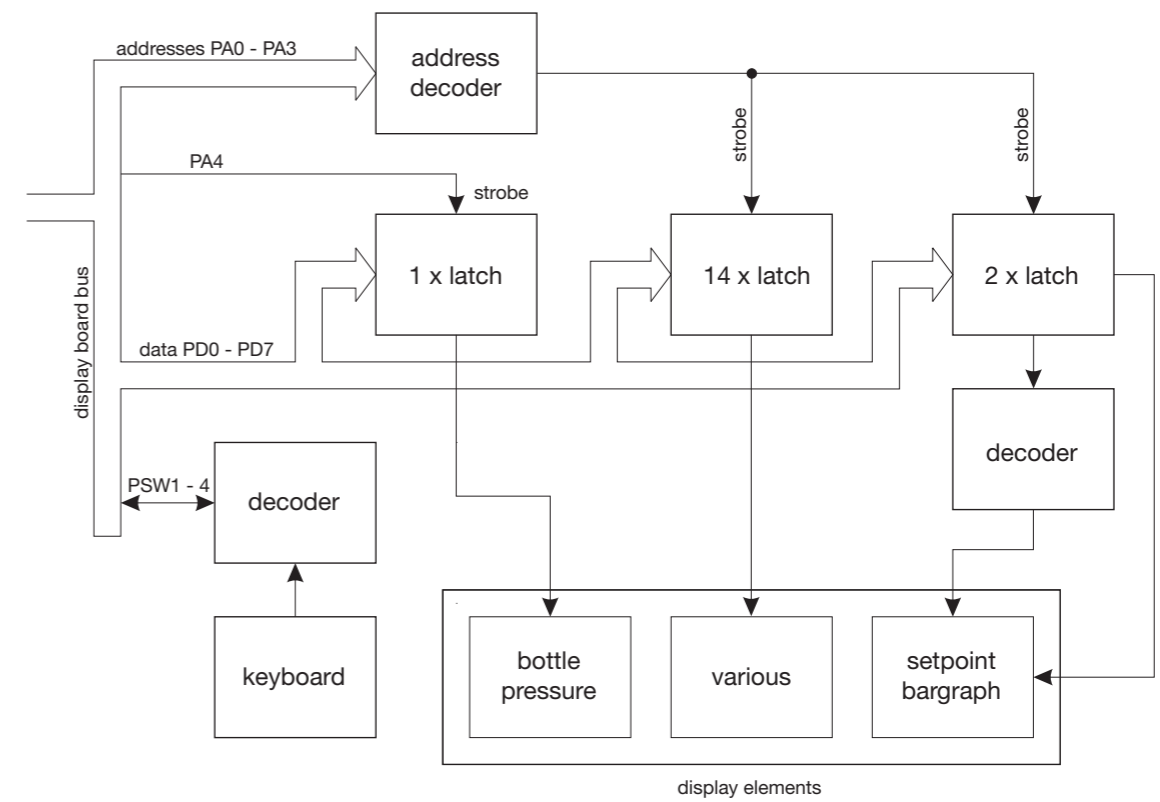 addresses PA0 - PA3
address
decoder
PA4
strobe
strobe
strobe
1 x latch
14 x latch
2 x latch
display board bus
data PD0 - PD7
decoder
PSW1 - 4
decoder
keyboard
bottle
pressure
various
setpoint
bargraph
display elements